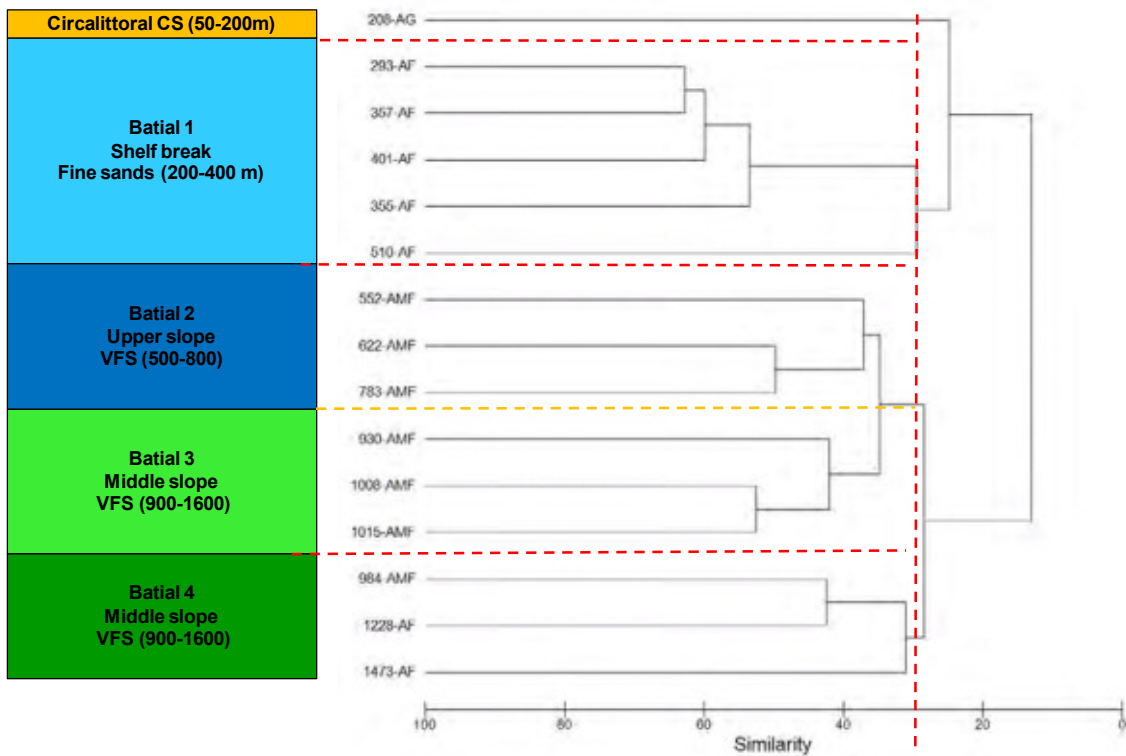 Circalittoral CS (50-200m)
Batial 1
Shelf break
Fine sands (200-400 m)
Batial 2
Upper slope
VFS (500-800)
Batial 3
Middle slope
VFS (900-1600)
Batial 4
Middle slope
VFS (900-1600)
208-AG
293-AF
357-AF
401-AF
355-AF
510-AF
552-AMF
622-AMF
783-AMF
930-AMF
1008-AMF
1015-AMF
984-AMF
1228-AF
1473-AF
100 80 60 40 20 0
Similarity